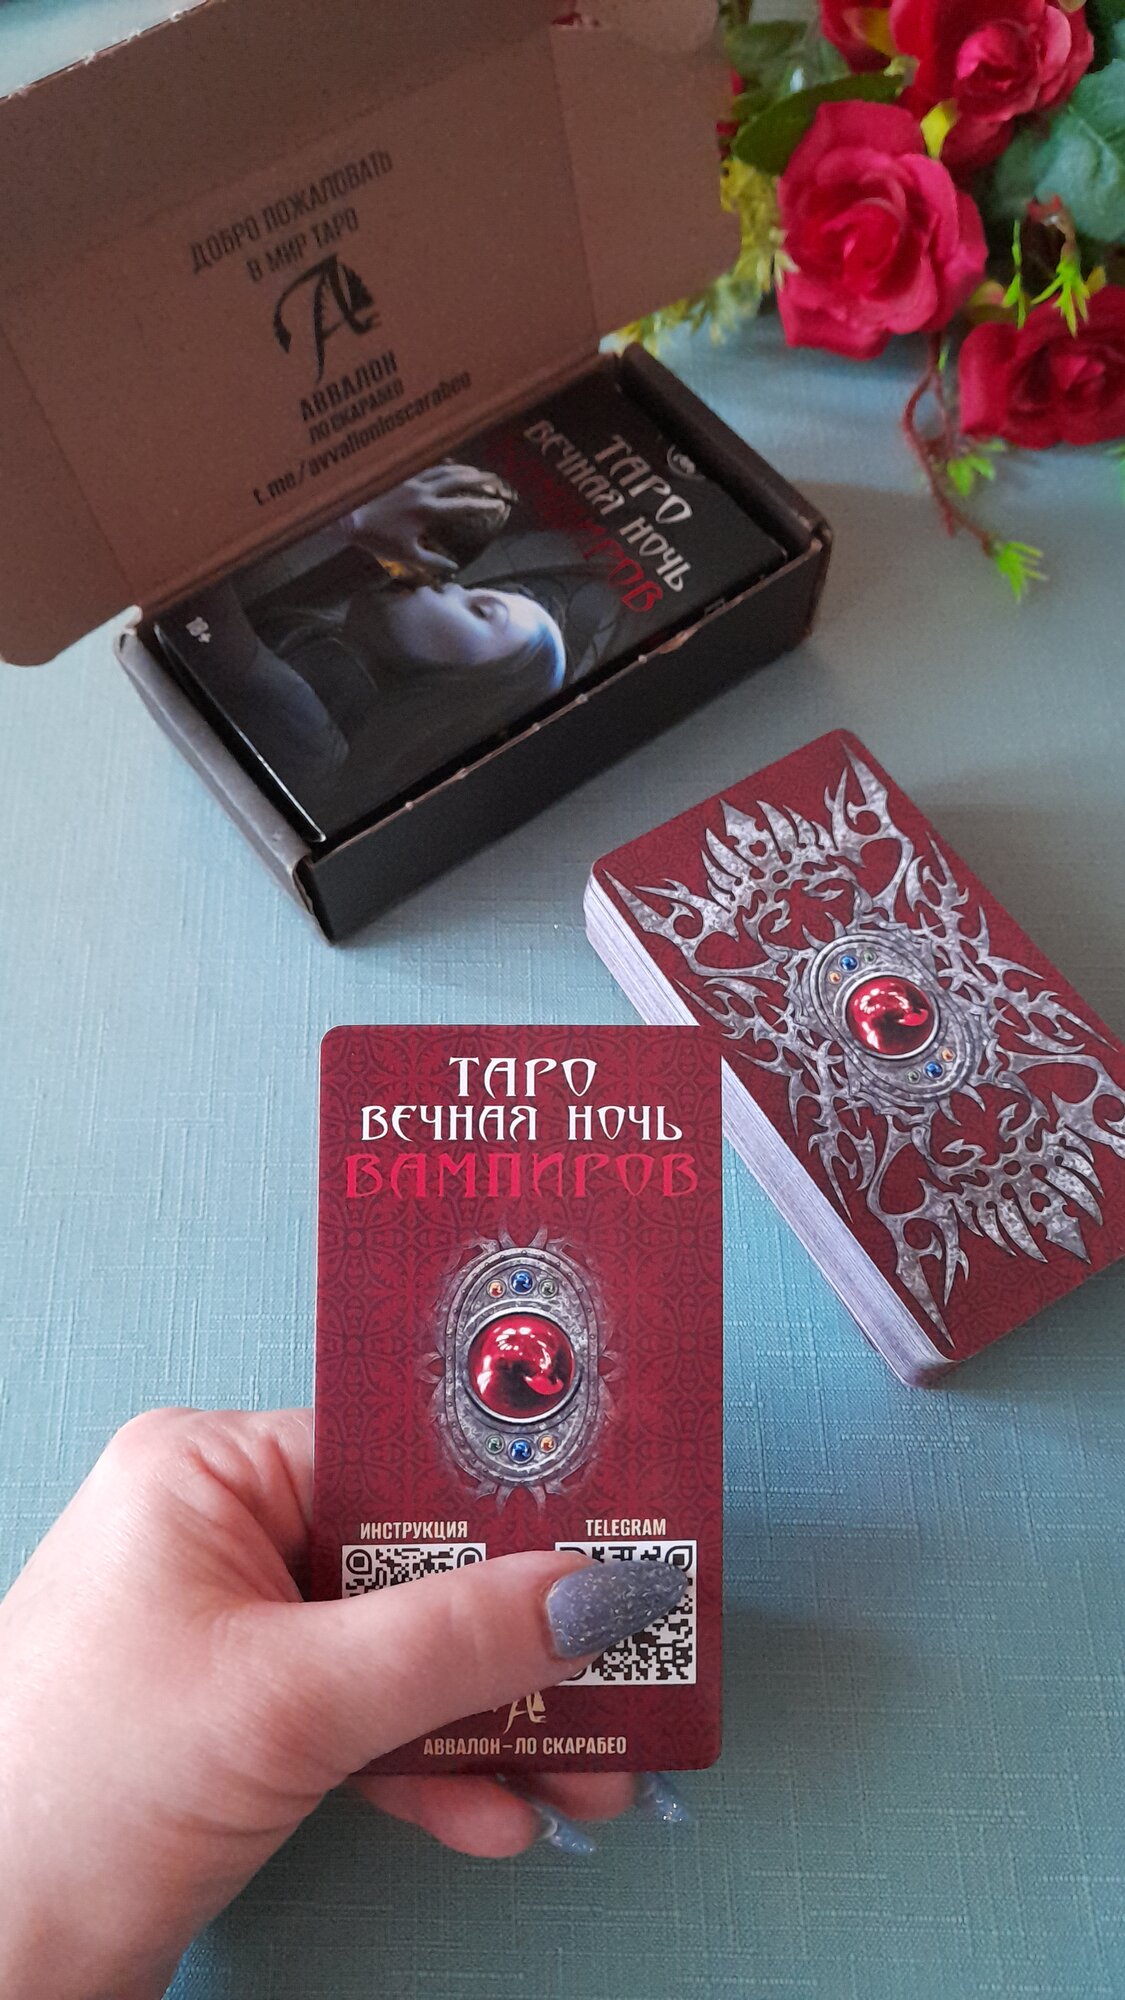 ДОБРО ПОЖАЛОВАТЬ
В МИР ТАРО
АВВАЛОН
ЛО СКАРАБЕО
t.me/avvalonloscarabeo
ТАРО
ВЕЧНАЯ НОЧЬ
ВАМПИРОВ
18+
ТАРО
ВЕЧНАЯ НОЧЬ
ВАМПИРОВ
ИНСТРУКЦИЯ
TELEGRAM
АВВАЛОН–ЛО СКАРАБЕО